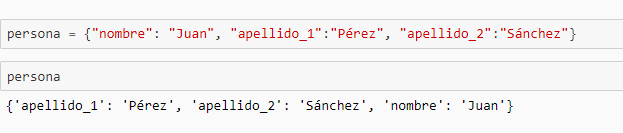 persona = {"nombre": "Juan", "apellido_1":"Pérez", "apellido_2":"Sánchez"}
persona
{'apellido_1': 'Pérez', 'apellido_2': 'Sánchez', 'nombre': 'Juan'}